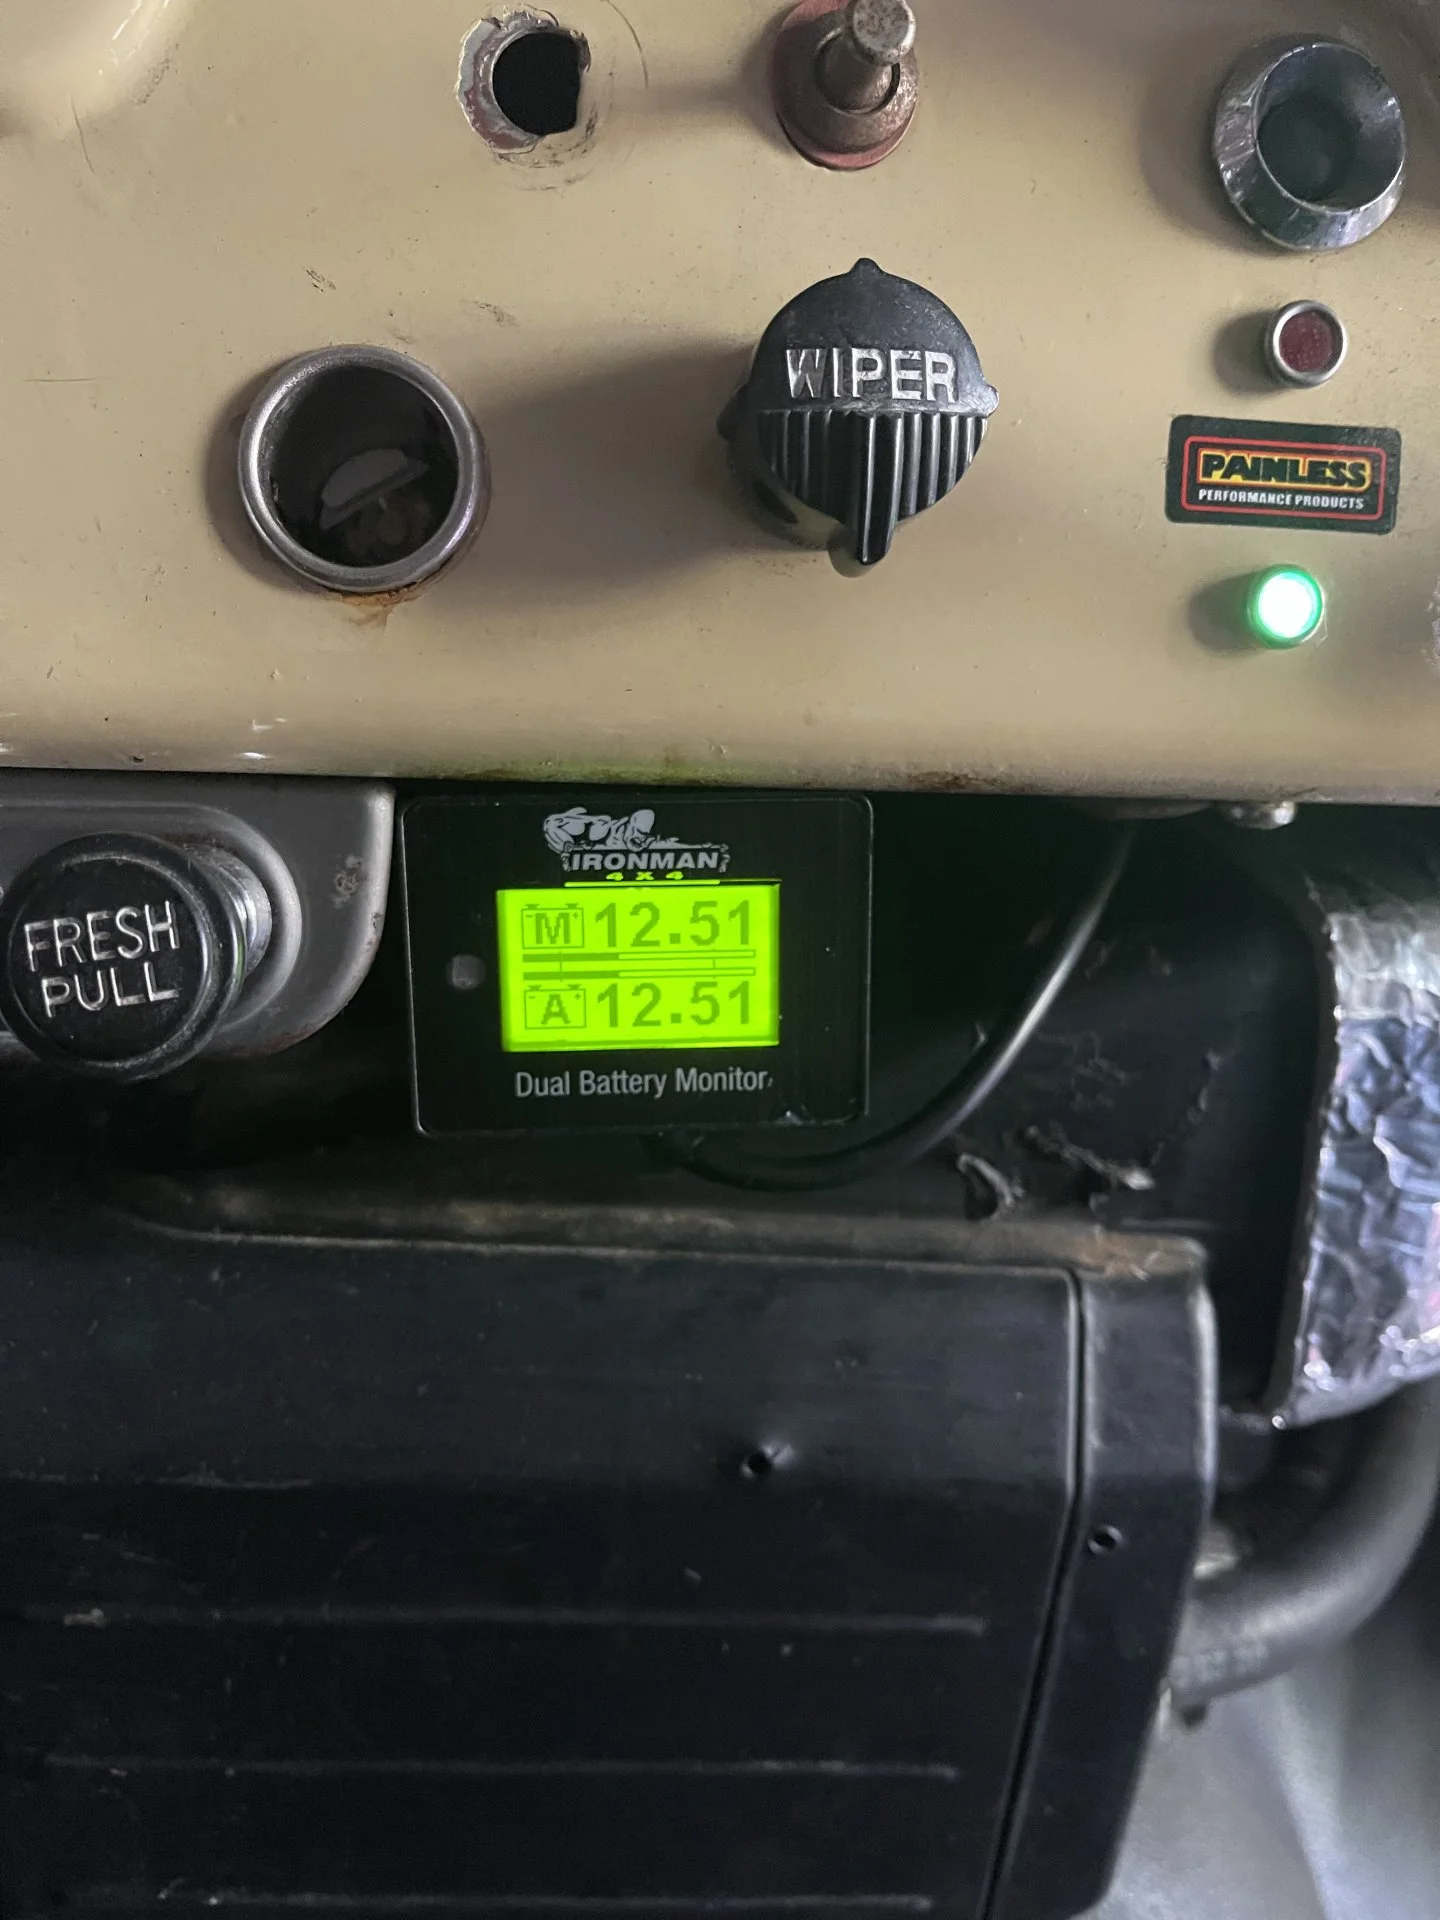 WIPER
PAINLESS
PERFORMANCE PRODUCTS
FRESH
PULL
IRONMAN
4X4
M 12.51
A 12.51
Dual Battery Monitor